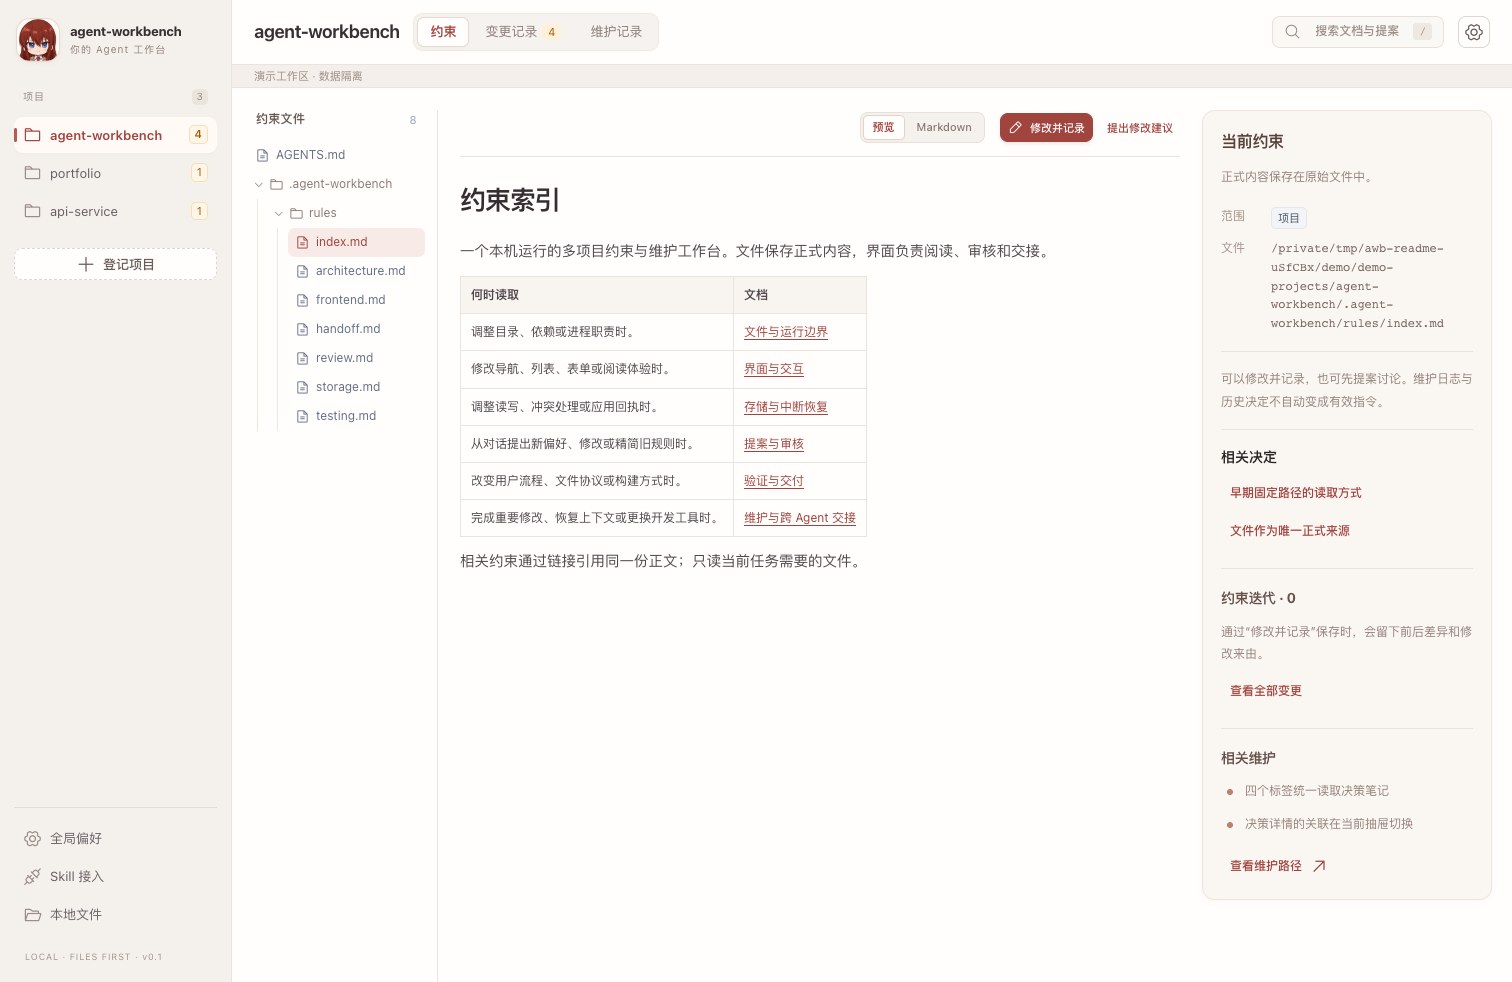 agent-workbench
你的 Agent 工作台
项目
3
agent-workbench
4
portfolio
1
api-service
1
登记项目
全局偏好
Skill 接入
本地文件
LOCAL · FILES FIRST · v0.1
agent-workbench
约束
变更记录 4
维护记录
搜索文档与提案
/
演示工作区 · 数据隔离
约束文件
8
AGENTS.md
.agent-workbench
rules
index.md
architecture.md
frontend.md
handoff.md
review.md
storage.md
testing.md
预览
Markdown
修改并记录
提出修改建议
约束索引
一个本机运行的多项目约束与维护工作台。文件保存正式内容，界面负责阅读、审核和交接。
何时读取 文档
调整目录、依赖或进程职责时。 文件与运行边界
修改导航、列表、表单或阅读体验时。 界面与交互
调整读写、冲突处理或应用回执时。 存储与中断恢复
从对话提出新偏好、修改或精简旧规则时。 提案与审核
改变用户流程、文件协议或构建方式时。 验证与交付
完成重要修改、恢复上下文或更换开发工具时。 维护与跨 Agent 交接
相关约束通过链接引用同一份正文；只读当前任务需要的文件。
当前约束
正式内容保存在原始文件中。
范围 项目
文件 /private/tmp/awb-readme-
uSfCBx/demo/demo-
projects/agent-
workbench/.agent-
workbench/rules/index.md
可以修改并记录，也可先提案讨论。维护日志与
历史决定不自动变成有效指令。
相关决定
早期固定路径的读取方式
文件作为唯一正式来源
约束迭代 · 0
通过“修改并记录”保存时，会留下前后差异和修
改来由。
查看全部变更
相关维护
四个标签统一读取决策笔记
决策详情的关联在当前抽屉切换
查看维护路径